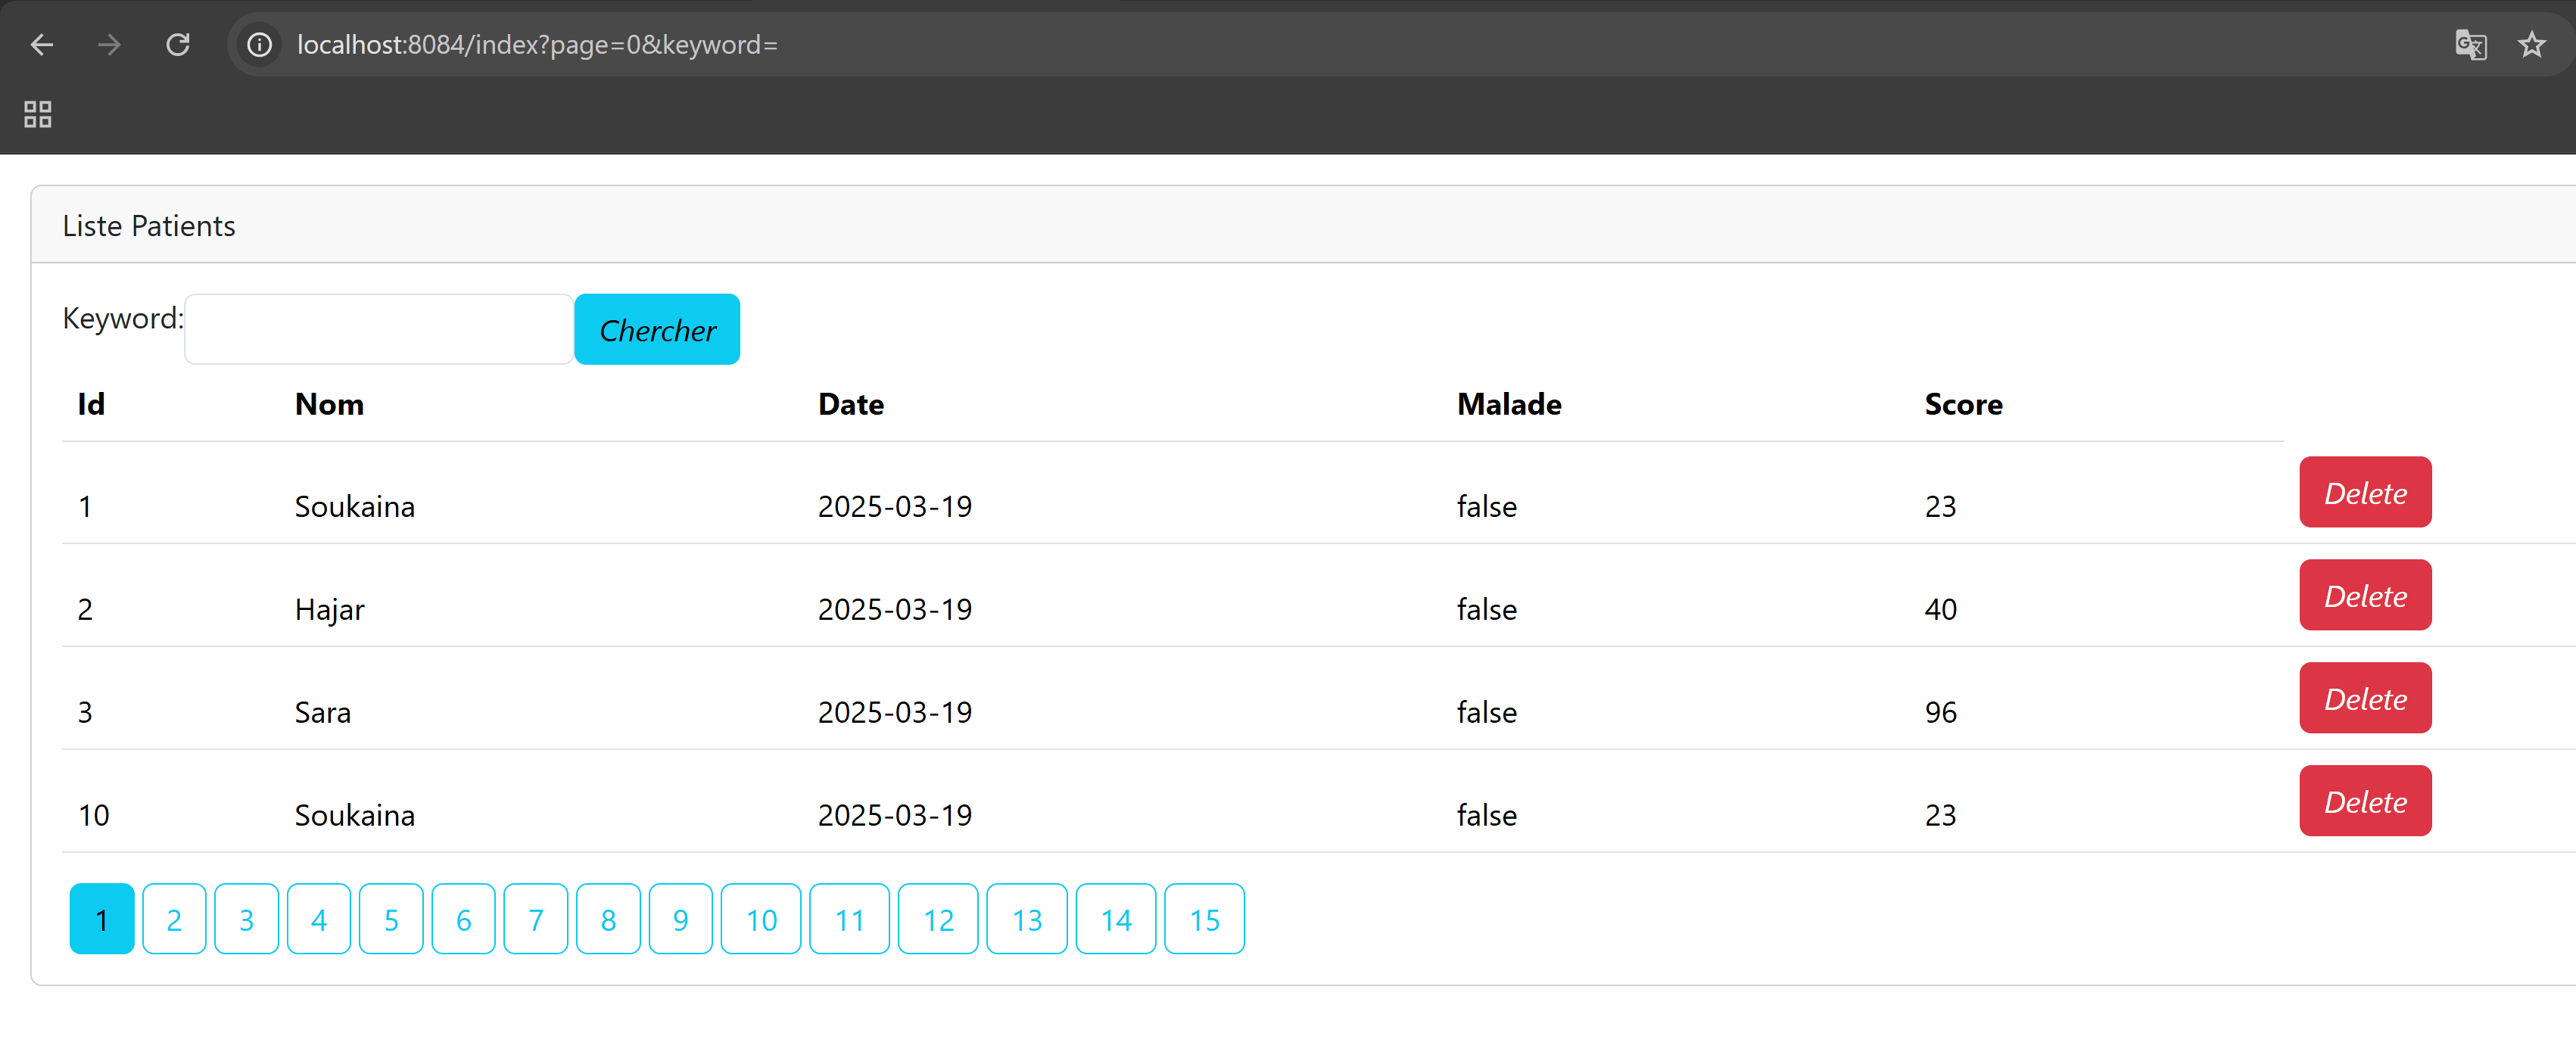 localhost:8084/index?page=0&keyword=
Liste Patients
Keyword: Chercher
Id Nom Date Malade Score
1 Soukaina 2025-03-19 false 23 Delete
2 Hajar 2025-03-19 false 40 Delete
3 Sara 2025-03-19 false 96 Delete
10 Soukaina 2025-03-19 false 23 Delete
1 2 3 4 5 6 7 8 9 10 11 12 13 14 15